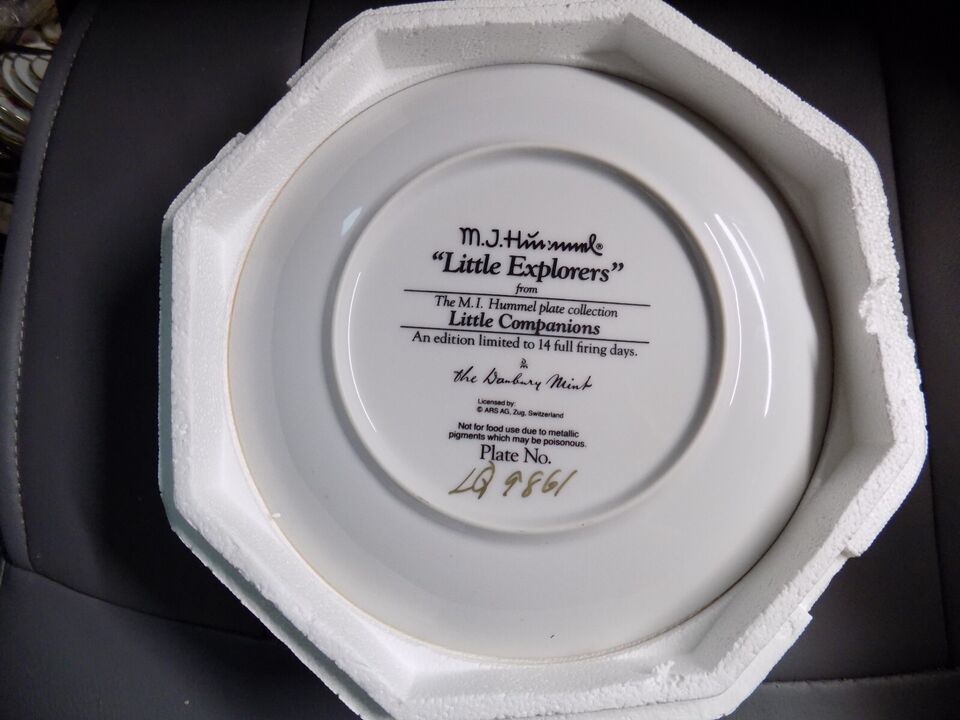 M.J.Hummel®
“Little Explorers”
from
The M.I. Hummel plate collection
Little Companions
An edition limited to 14 full firing days.
The Danbury Mint
Licensed by:
© ARS AG, Zug, Switzerland
Not for food use due to metallic
pigments which may be poisonous.
Plate No.
LQ 9861